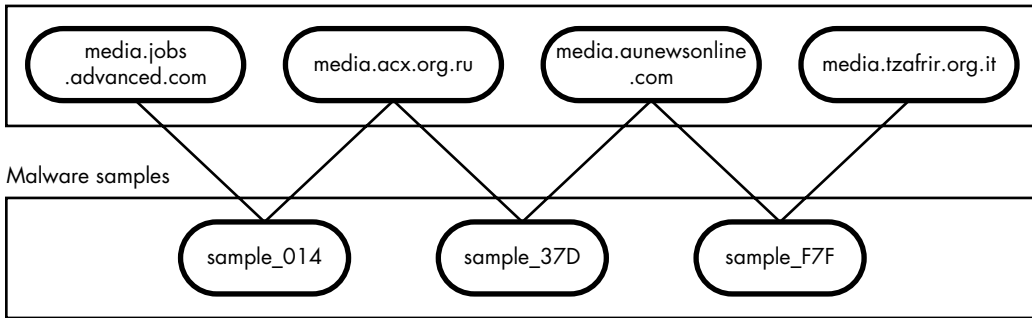 media.jobs
.advanced.com
media.acx.org.ru
media.aunewsonline
.com
media.tzafrir.org.it
Malware samples
sample_014
sample_37D
sample_F7F